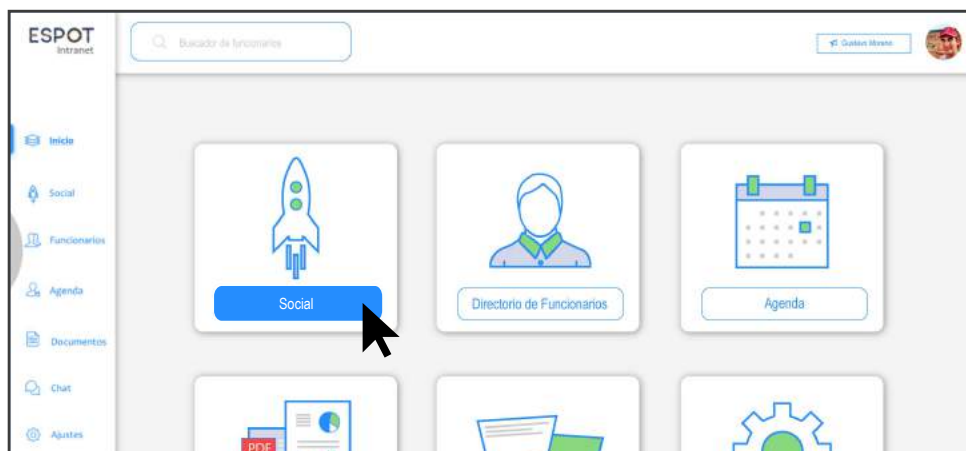 ESPOT
Intranet
Buscador de funcionarios
Gustavo Moreno
Inicio
Social
Funcionarios
Agenda
Documentos
Chat
Ajustes
Social
Directorio de Funcionarios
Agenda
PDF